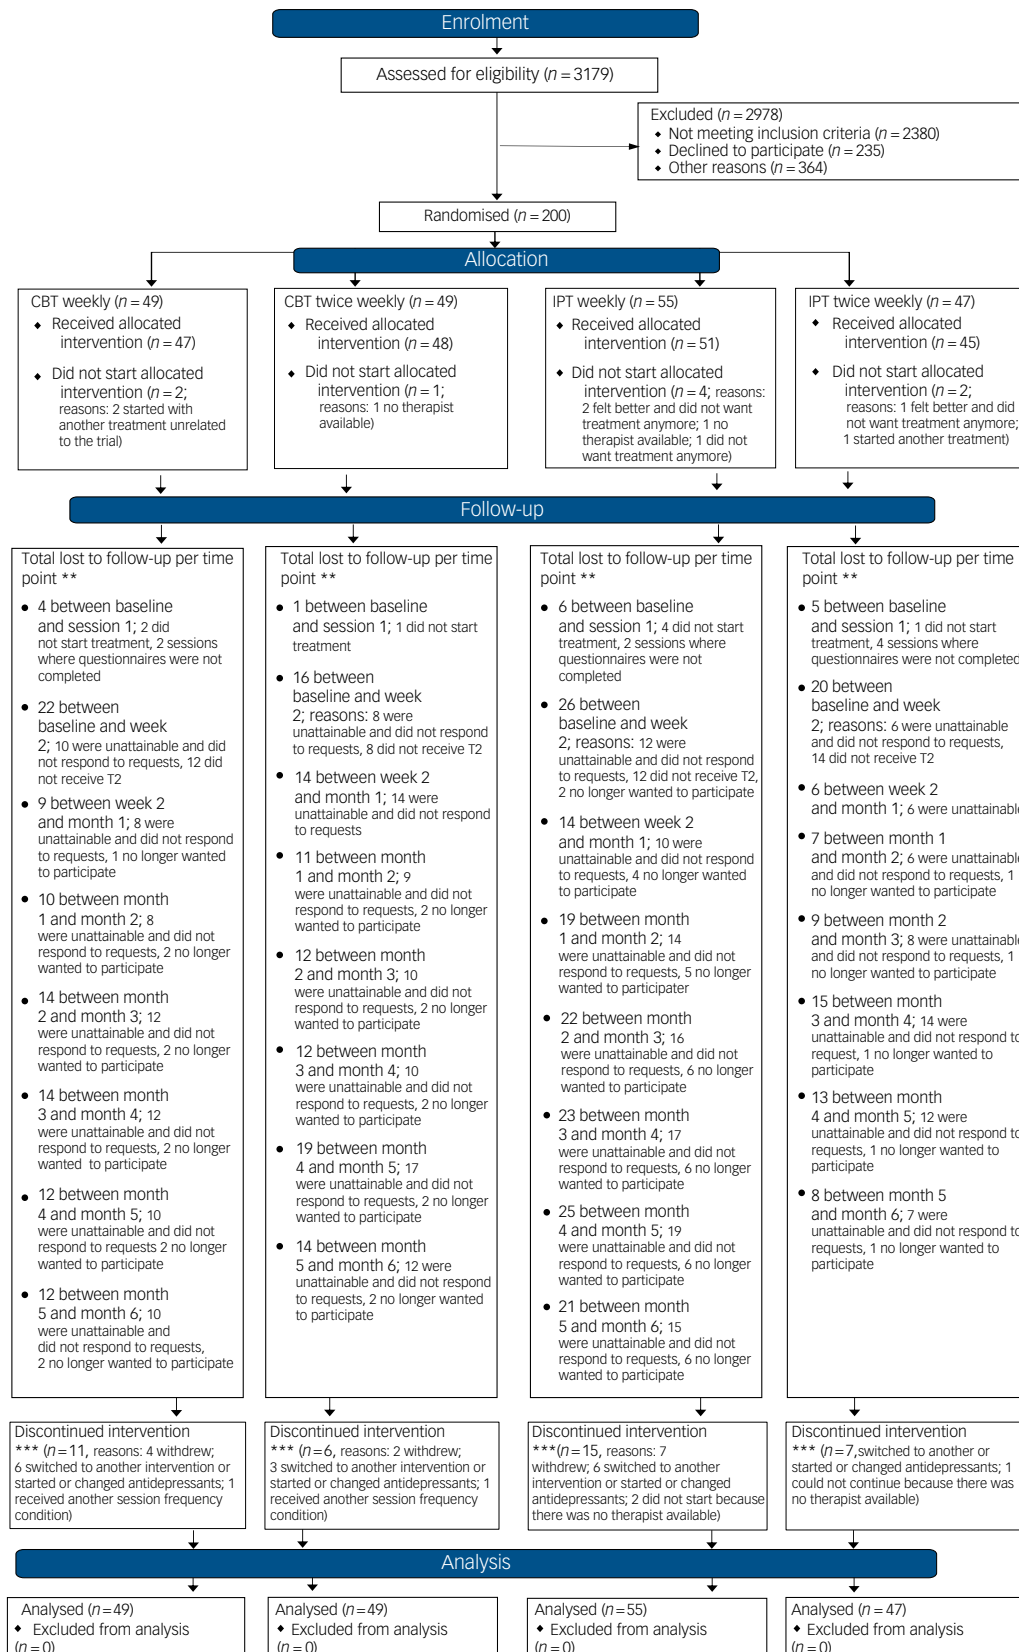 Enrolment
Assessed for eligibility (n = 3179)
Excluded (n = 2978)
⬥ Not meeting inclusion criteria (n = 2380)
⬥ Declined to participate (n = 235)
⬥ Other reasons (n = 364)
Randomised (n = 200)
Allocation
CBT weekly (n = 49)
⬥ Received allocated
intervention (n = 47)
⬥ Did not start allocated
intervention (n = 2;
reasons: 2 started with
another treatment unrelated
to the trial)
CBT twice weekly (n = 49)
⬥ Received allocated
intervention (n = 48)
⬥ Did not start allocated
intervention (n = 1;
reasons: 1 no therapist
available)
IPT weekly (n = 55)
⬥ Received allocated
intervention (n = 51)
⬥ Did not start allocated
intervention (n = 4; reasons:
2 felt better and did not want
treatment anymore; 1 no
therapist available; 1 did not
want treatment anymore)
IPT twice weekly (n = 47)
⬥ Received allocated
intervention (n = 45)
⬥ Did not start allocated
intervention (n = 2;
reasons: 1 felt better and did
not want treatment anymore;
1 started another treatment)
Follow-up
Total lost to follow-up per time
point **
• 4 between baseline
and session 1; 2 did
not start treatment, 2 sessions
where questionnaires were not
completed
• 22 between
baseline and week
2; 10 were unattainable and did
not respond to requests, 12 did
not receive T2
• 9 between week 2
and month 1; 8 were
unattainable and did not respond
to requests, 1 no longer wanted
to participate
• 10 between month
1 and month 2; 8
were unattainable and did not
respond to requests, 2 no longer
wanted to participate
• 14 between month
2 and month 3; 12
were unattainable and did not
respond to requests, 2 no longer
wanted to participate
• 14 between month
3 and month 4; 12
were unattainable and did not
respond to requests, 2 no longer
wanted to participate
• 12 between month
4 and month 5; 10
were unattainable and did not
respond to requests 2 no longer
wanted to participate
• 12 between month
5 and month 6; 10
were unattainable and
did not respond to requests,
2 no longer wanted to participate
Total lost to follow-up per time
point **
• 1 between baseline
and session 1; 1 did not start
treatment
• 16 between
baseline and week
2; reasons: 8 were
unattainable and did not respond
to requests, 8 did not receive T2
• 14 between week 2
and month 1; 14 were
unattainable and did not respond
to requests
• 11 between month
1 and month 2; 9
were unattainable and did not
respond to requests, 2 no longer
wanted to participate
• 12 between month
2 and month 3; 10
were unattainable and did not
respond to requests, 2 no longer
wanted to participate
• 12 between month
3 and month 4; 10
were unattainable and did not
respond to requests, 2 no longer
wanted to participate
• 19 between month
4 and month 5; 17
were unattainable and did not
respond to requests, 2 no longer
wanted to participate
• 14 between month
5 and month 6; 12 were
unattainable and did not respond
to requests, 2 no longer wanted
to participate
Total lost to follow-up per time
point **
• 6 between baseline
and session 1; 4 did not start
treatment, 2 sessions where
questionnaires were not
completed
• 26 between
baseline and week
2; reasons: 12 were
unattainable and did not respond
to requests, 12 did not receive T2,
2 no longer wanted to participate
• 14 between week 2
and month 1; 10 were
unattainable and did not respond
to requests, 4 no longer wanted
to participate
• 19 between month
1 and month 2; 14
were unattainable and did not
respond to requests, 5 no longer
wanted to participater
• 22 between month
2 and month 3; 16
were unattainable and did not
respond to requests, 6 no longer
wanted to participate
• 23 between month
3 and month 4; 17
were unattainable and did not
respond to requests, 6 no longer
wanted to participate
• 25 between month
4 and month 5; 19
were unattainable and did not
respond to requests, 6 no longer
wanted to participate
• 21 between month
5 and month 6; 15
were unattainable and did not
respond to requests, 6 no longer
wanted to participate
Total lost to follow-up per time
point **
• 5 between baseline
and session 1; 1 did not start
treatment, 4 sessions where
questionnaires were not completed
• 20 between
baseline and week
2; reasons: 6 were unattainable
and did not respond to requests,
14 did not receive T2
• 6 between week 2
and month 1; 6 were unattainable
• 7 between month 1
and month 2; 6 were unattainable
and did not respond to requests, 1
no longer wanted to participate
• 9 between month 2
and month 3; 8 were unattainable
and did not respond to requests, 1
no longer wanted to participate
• 15 between month
3 and month 4; 14 were
unattainable and did not respond to
request, 1 no longer wanted to
participate
• 13 between month
4 and month 5; 12 were
unattainable and did not respond to
requests, 1 no longer wanted to
participate
• 8 between month 5
and month 6; 7 were
unattainable and did not respond to
requests, 1 no longer wanted to
participate
Discontinued intervention
*** (n = 11, reasons: 4 withdrew;
6 switched to another intervention or
started or changed antidepressants; 1
received another session frequency
condition)
Discontinued intervention
*** (n = 6, reasons: 2 withdrew;
3 switched to another intervention or
started or changed antidepressants; 1
received another session frequency
condition)
Discontinued intervention
***(n = 15, reasons: 7
withdrew; 6 switched to another
intervention or started or changed
antidepressants; 2 did not start because
there was no therapist available)
Discontinued intervention
*** (n = 7,switched to another or
started or changed antidepressants; 1
could not continue because there was
no therapist available)
Analysis
Analysed (n = 49)
⬥ Excluded from analysis
(n = 0)
Analysed (n = 49)
⬥ Excluded from analysis
(n = 0)
Analysed (n = 55)
⬥ Excluded from analysis
(n = 0)
Analysed (n = 47)
⬥ Excluded from analysis
(n = 0)